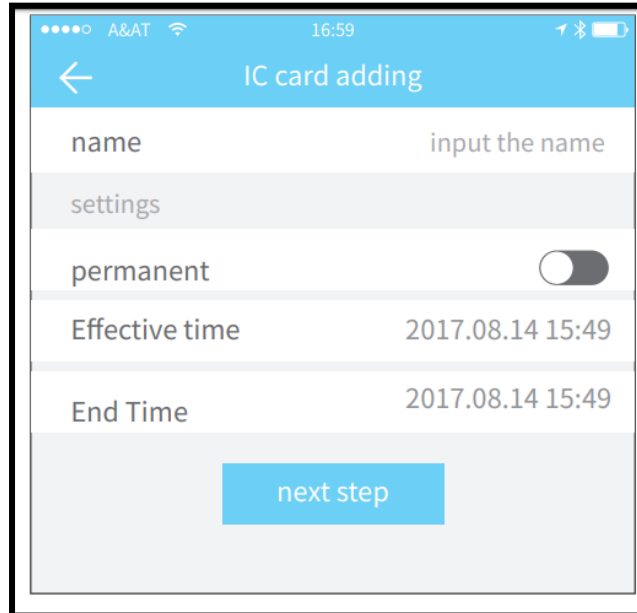 A&AT 16:59
IC card adding
name input the name
settings
permanent
Effective time 2017.08.14 15:49
End Time 2017.08.14 15:49
next step